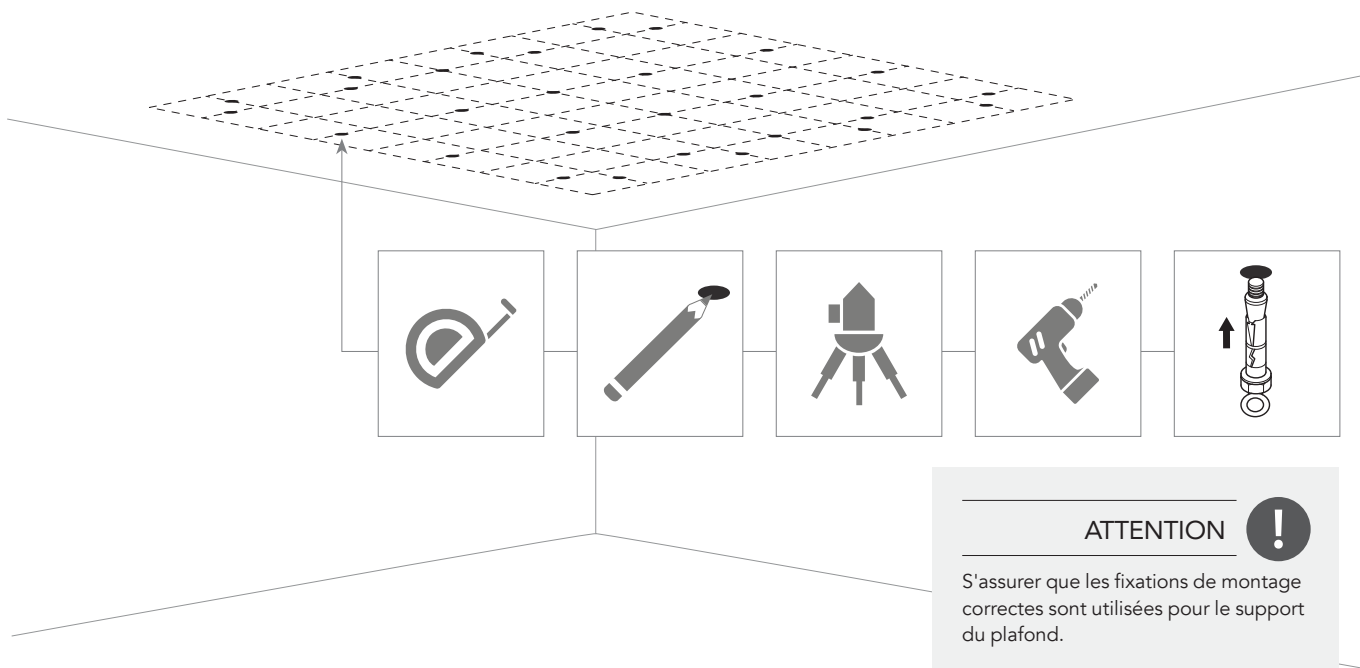 ATTENTION
!
S'assurer que les fixations de montage
correctes sont utilisées pour le support
du plafond.